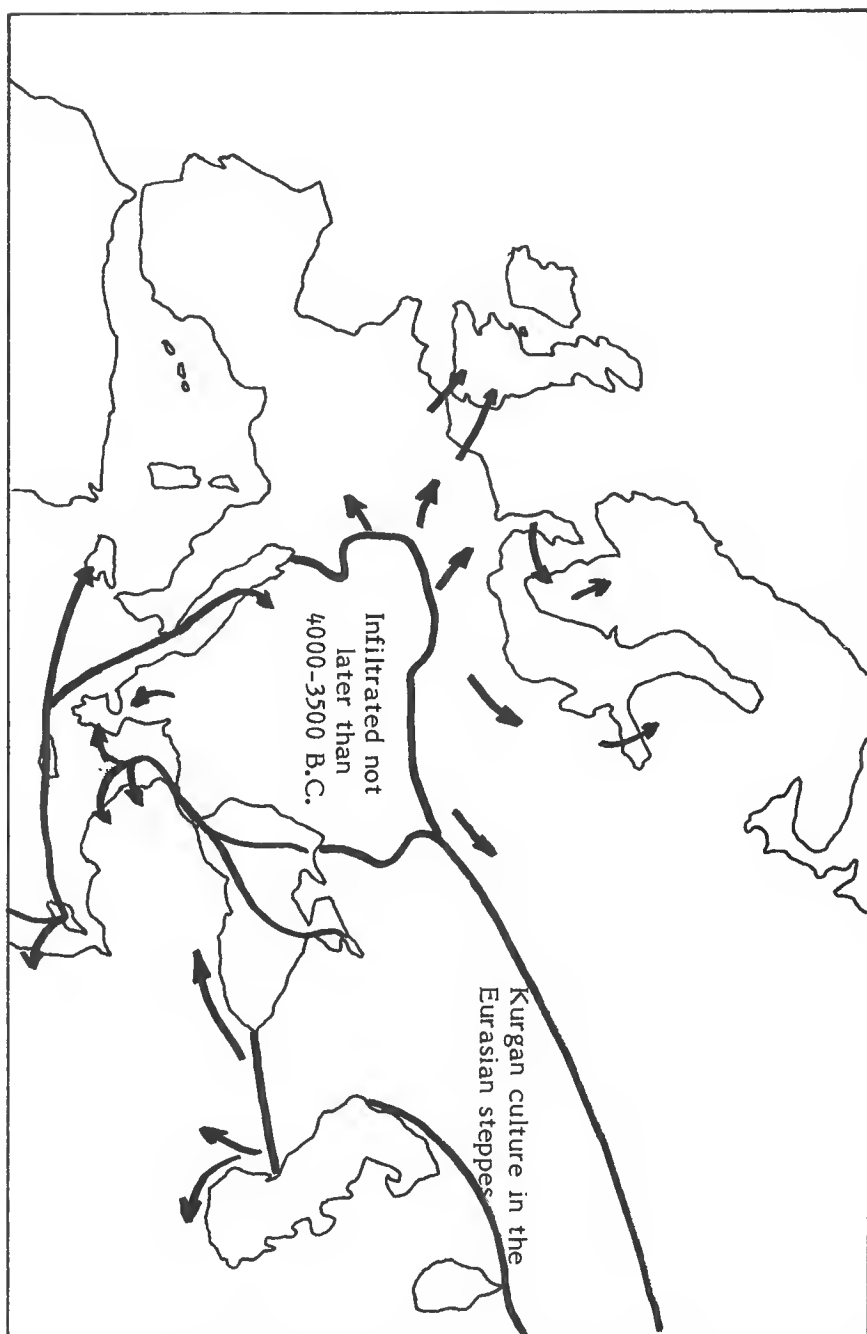 Infiltrated not
later than
4000-3500 B.C.
Kurgan culture in the
Eurasian steppes